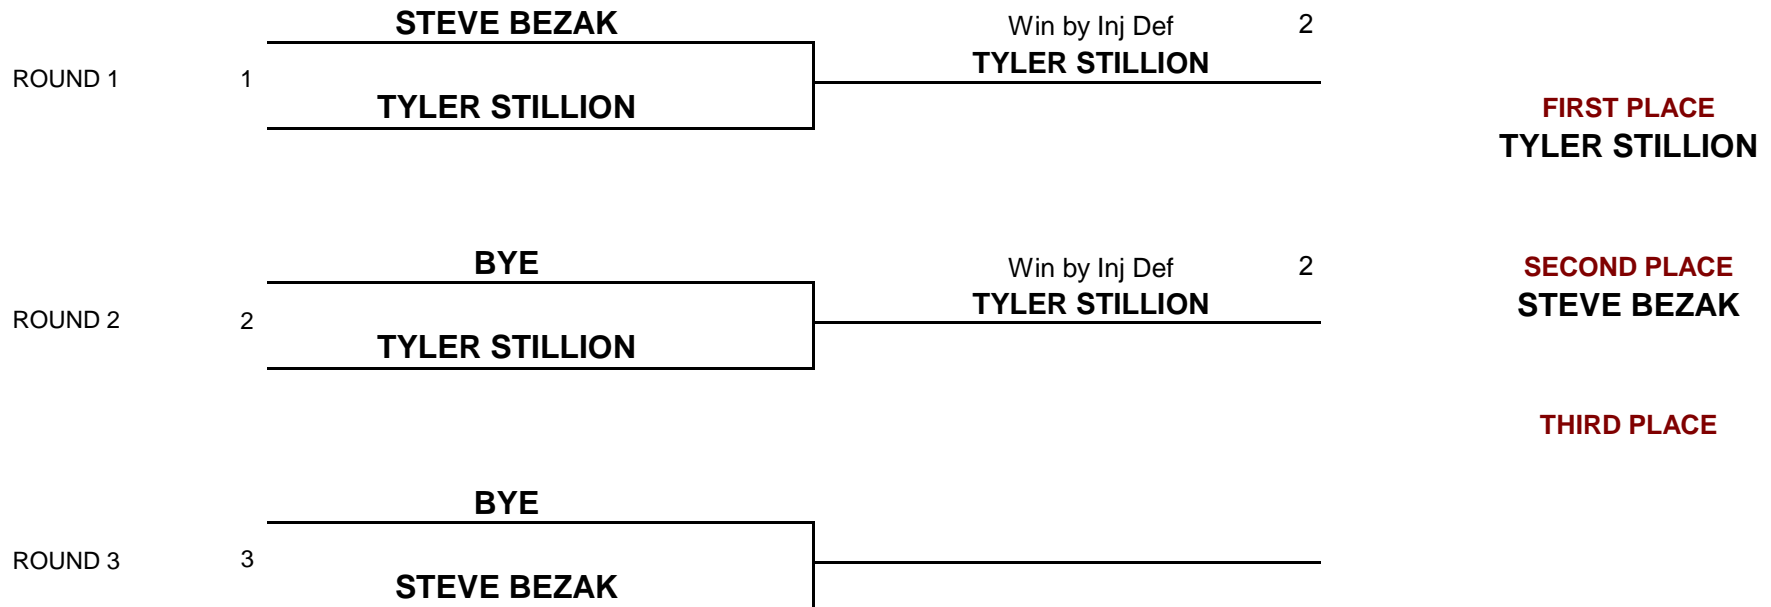 STEVE BEZAK
Win by Inj Def 2
TYLER STILLION
ROUND 1 1
TYLER STILLION
FIRST PLACE
TYLER STILLION
BYE
Win by Inj Def 2
SECOND PLACE
TYLER STILLION
STEVE BEZAK
ROUND 2 2
TYLER STILLION
THIRD PLACE
BYE
ROUND 3 3
STEVE BEZAK